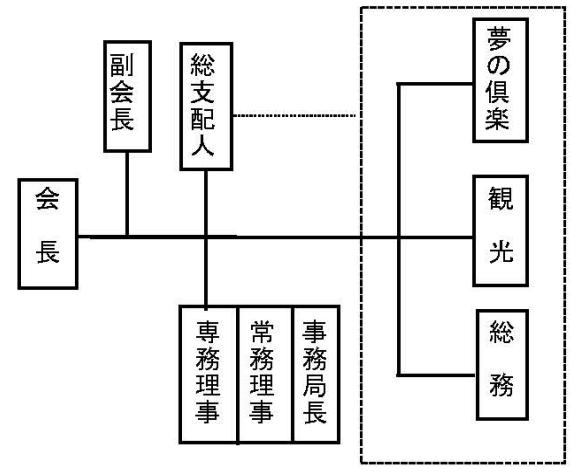 会長
副会長
総支配人
専務理事
常務理事
事務局長
夢の倶楽
観光
総務